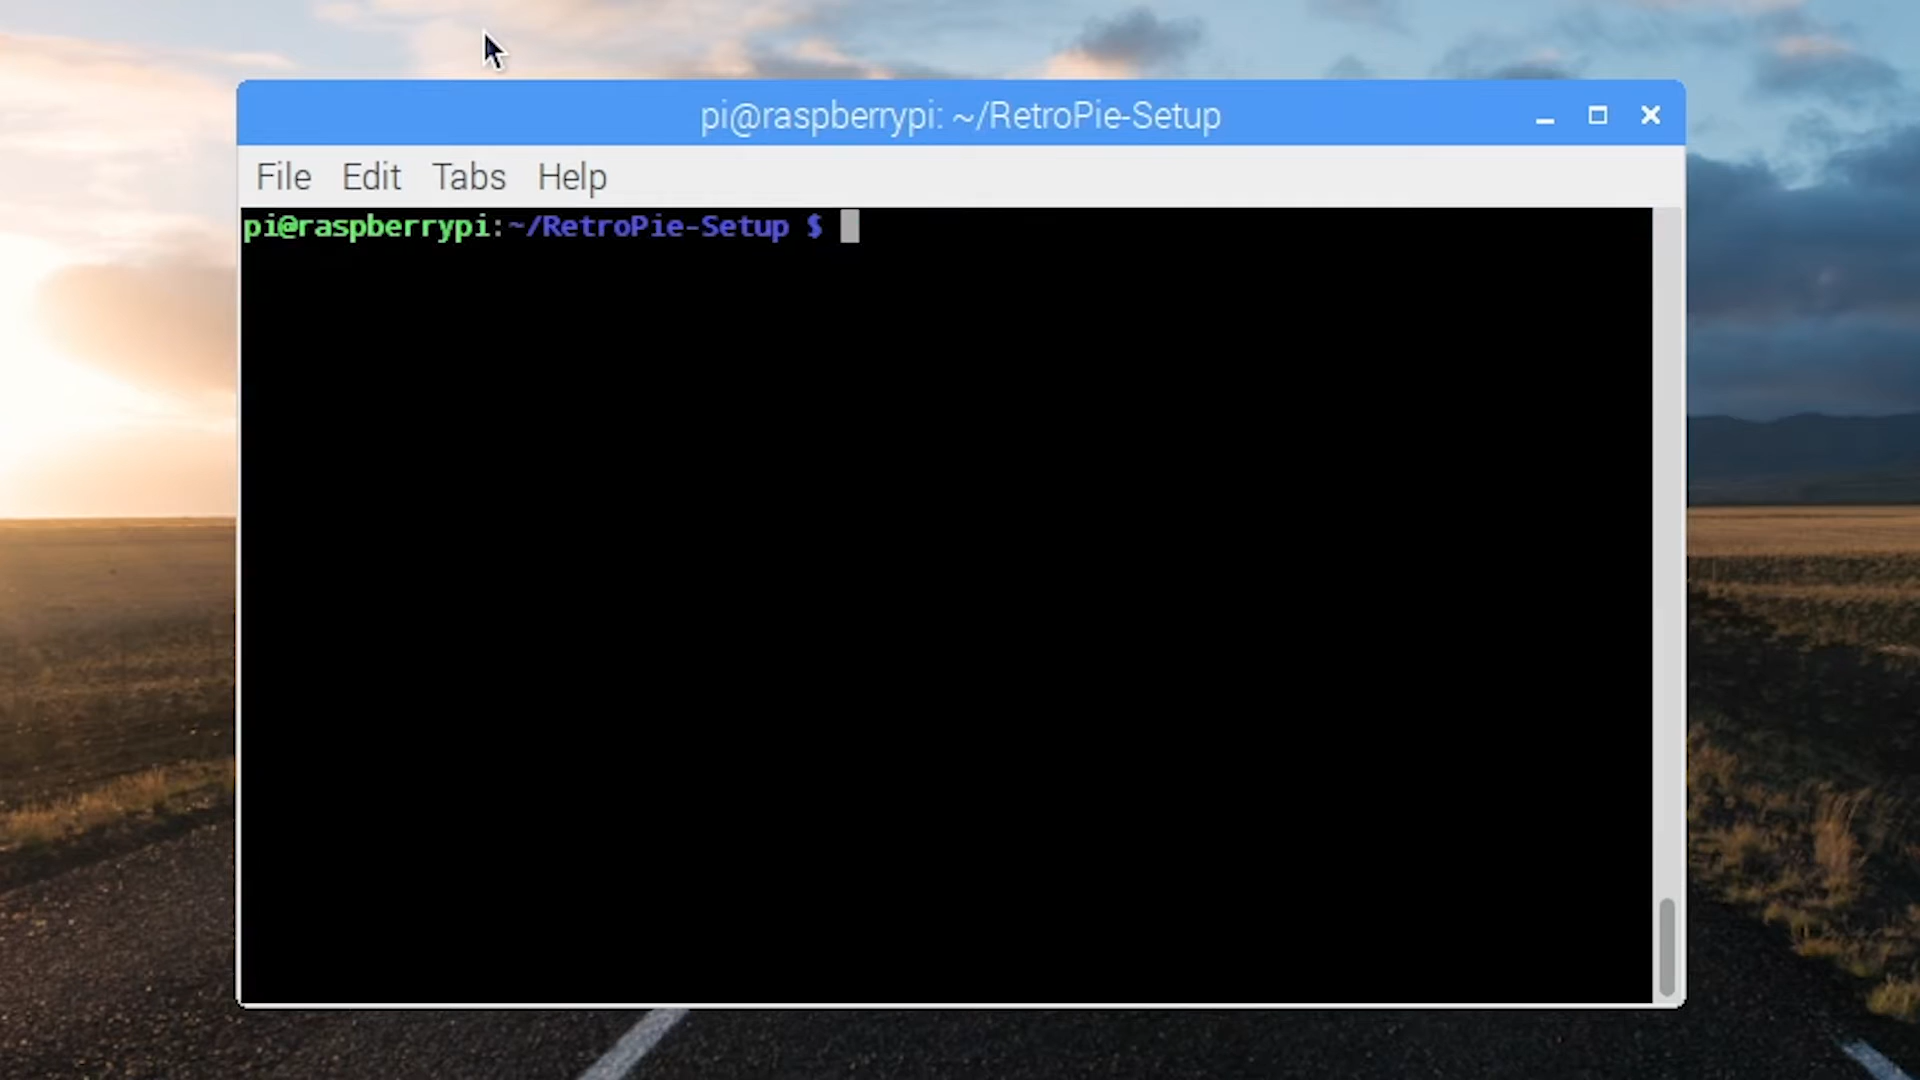 pi@raspberrypi: ~/RetroPie-Setup
File Edit Tabs Help
pi@raspberrypi:~/RetroPie-Setup $